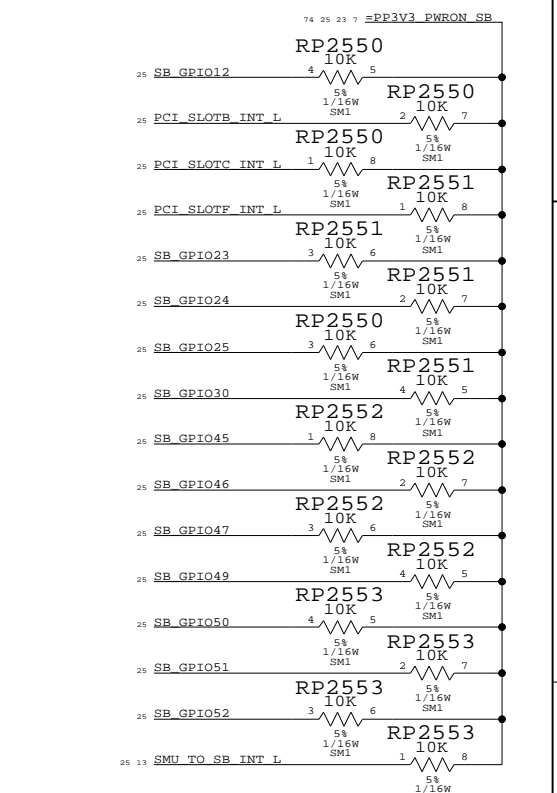 74 25 23 7 =PP3V3_PWRON_SB
RP2550
10K
25 SB_GPIO12 4 5
5%
1/16W
SM1
RP2550
10K
25 PCI_SLOTB_INT_L 2 7
5%
1/16W
SM1
RP2550
10K
25 PCI_SLOTC_INT_L 1 8
5%
1/16W
SM1
RP2551
10K
25 PCI_SLOTF_INT_L 1 8
5%
1/16W
SM1
RP2551
10K
25 SB_GPIO23 3 6
5%
1/16W
SM1
RP2551
10K
25 SB_GPIO24 2 7
5%
1/16W
SM1
RP2550
10K
25 SB_GPIO25 3 6
5%
1/16W
SM1
RP2551
10K
25 SB_GPIO30 4 5
5%
1/16W
SM1
RP2552
10K
25 SB_GPIO45 1 8
5%
1/16W
SM1
RP2552
10K
25 SB_GPIO46 2 7
5%
1/16W
SM1
RP2552
10K
25 SB_GPIO47 3 6
5%
1/16W
SM1
RP2552
10K
25 SB_GPIO49 4 5
5%
1/16W
SM1
RP2553
10K
25 SB_GPIO50 4 5
5%
1/16W
SM1
RP2553
10K
25 SB_GPIO51 2 7
5%
1/16W
SM1
RP2553
10K
25 SB_GPIO52 3 6
5%
1/16W
SM1
RP2553
10K
25 13 SMU_TO_SB_INT_L 1 8
5%
1/16W